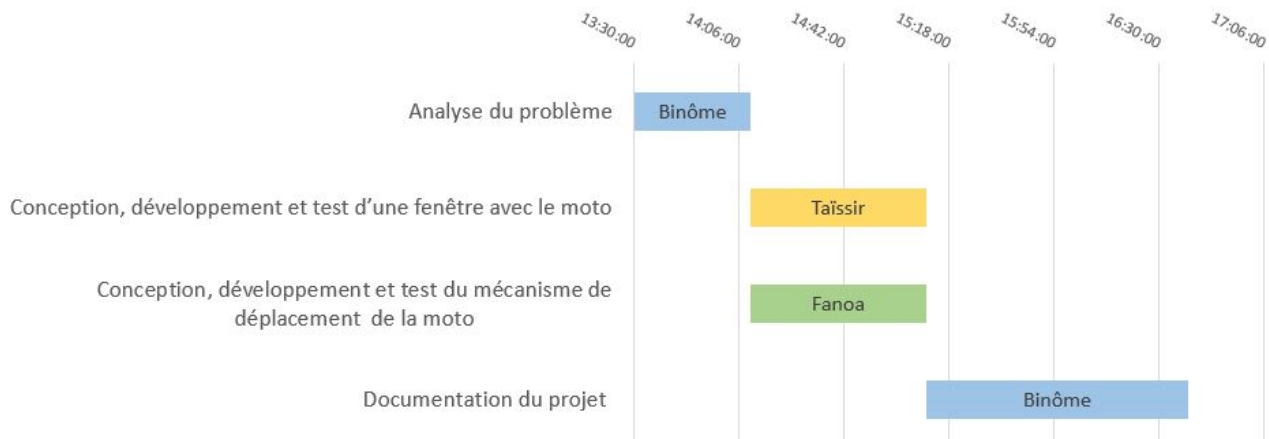 13:30:00
14:06:00
14:42:00
15:18:00
15:54:00
16:30:00
17:06:00
Analyse du problème
Binôme
Conception, développement et test d’une fenêtre avec le moto
Taïssir
Conception, développement et test du mécanisme de
déplacement de la moto
Fanoa
Documentation du projet
Binôme